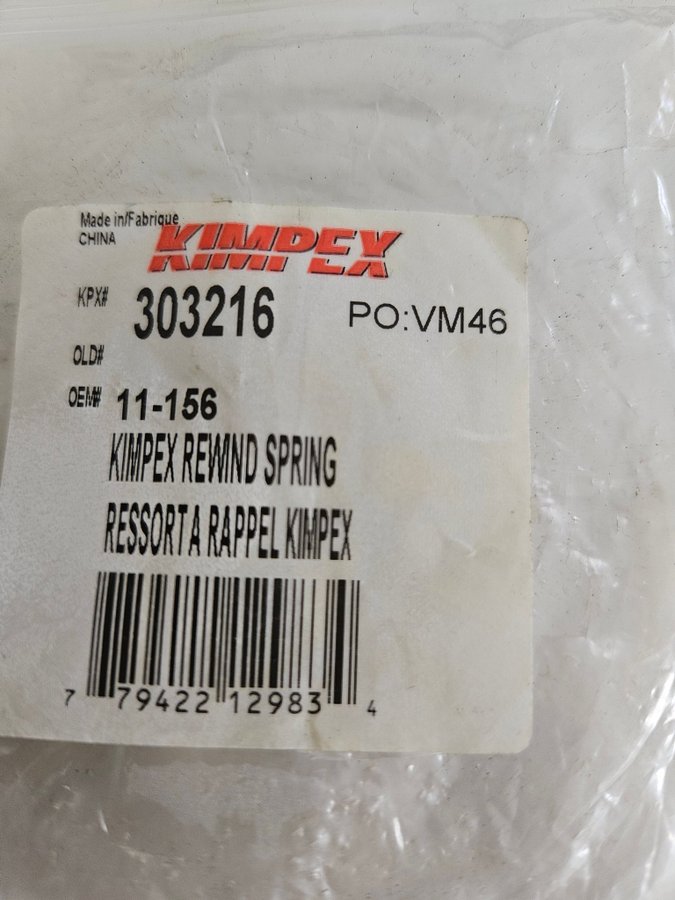 Made in/Fabrique
CHINA
KIMPEX
KPX# 303216 PO:VM46
OLD#
OEM# 11-156
KIMPEX REWIND SPRING
RESSORT A RAPPEL KIMPEX
7 79422 12983 4